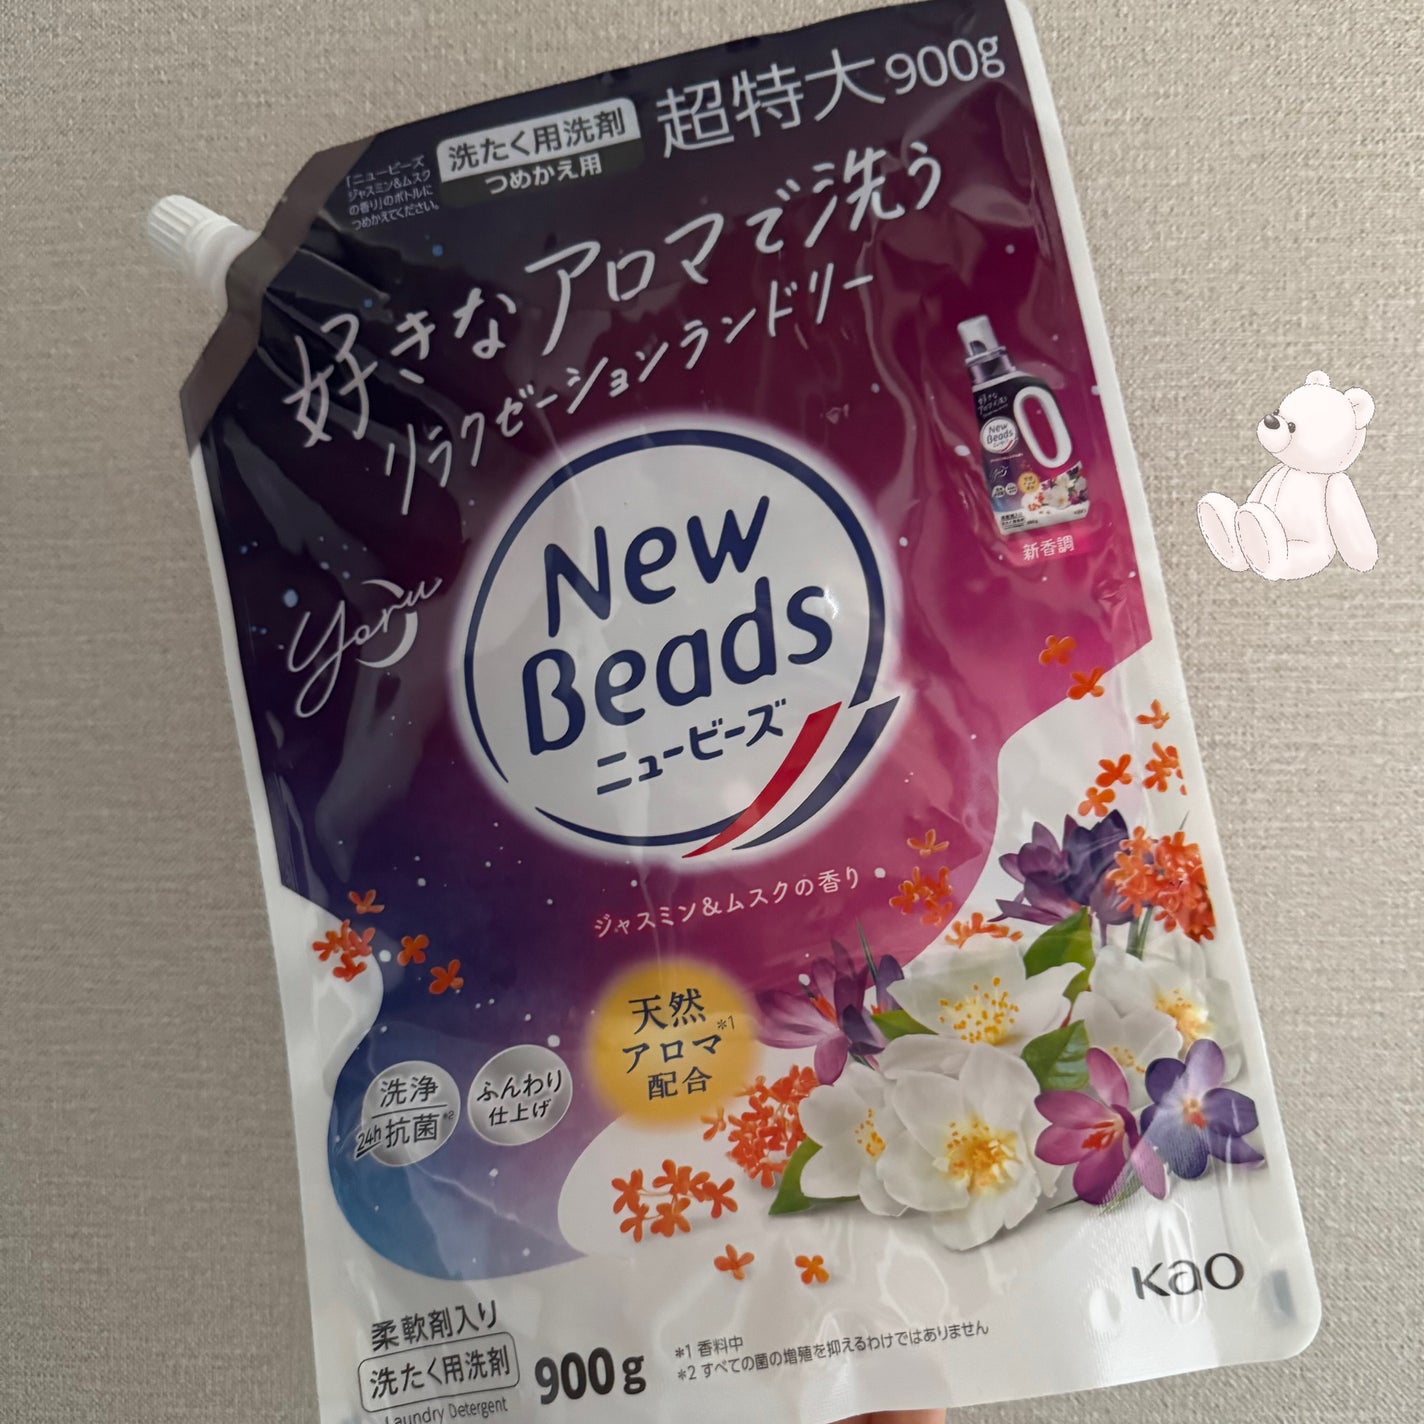 超特大900g
洗たく用洗剤
つめかえ用
「ニュービーズ
ジャスミン&ムスク
の香り」のボトルに
つめかえてください。
好きなアロマで洗う
リラクゼーションランドリー
yoru
New
Beads
ニュービーズ
New
Beads
新香調
ジャスミン&ムスクの香り
天然
アロマ*1
配合
洗浄
24h抗菌*2
ふんわり
仕上げ
Kao
柔軟剤入り
洗たく用洗剤
900g
Laundry Detergent
*1 香料中
*2 すべての菌の増殖を抑えるわけではありません